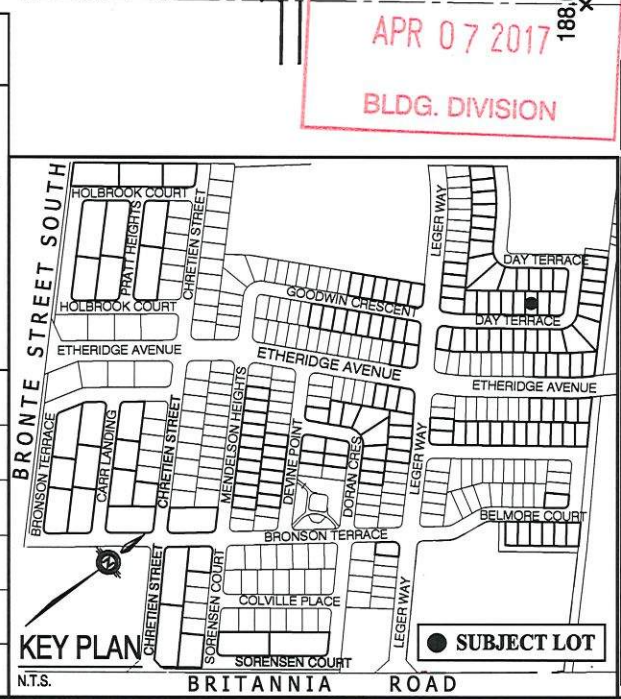 188.
APR 07 2017
BLDG. DIVISION
HOLBROOK COURT
BRONTE STREET SOUTH
PRATT HEIGHTS
CHRETIEN STREET
LEGER WAY
DAY TERRACE
GOODWIN CRESCENT
HOLBROOK COURT
DAY TERRACE
ETHERIDGE AVENUE
ETHERIDGE AVENUE
ETHERIDGE AVENUE
BRONSON TERRACE
CARR LANDING
CHRETIEN STREET
MENDELSON HEIGHTS
DEVINE POINT
DORAN CRES
LEGER WAY
BELMORE COURT
BRONSON TERRACE
N
CHRETIEN STREET
SORENSEN COURT
COLVILLE PLACE
LEGER WAY
KEY PLAN
SUBJECT LOT
SORENSEN COURT
N.T.S.
BRITANNIA ROAD